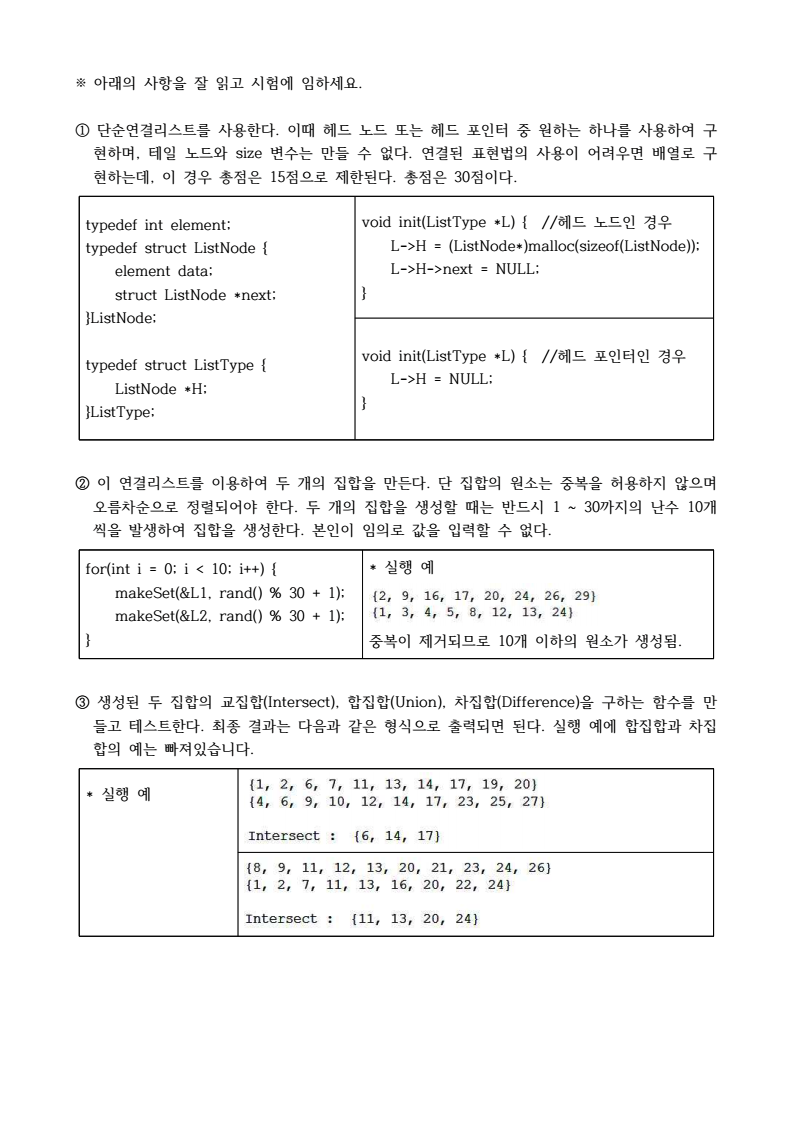 ※ 아래의 사항을 잘 읽고 시험에 임하세요.
① 단순연결리스트를 사용한다. 이때 헤드 노드 또는 헤드 포인터 중 원하는 하나를 사용하여 구
현하며, 테일 노드와 size 변수는 만들 수 없다. 연결된 표현법의 사용이 어려우면 배열로 구
현하는데, 이 경우 총점은 15점으로 제한된다. 총점은 30점이다.
typedef int element;
typedef struct ListNode {
element data;
struct ListNode *next;
}ListNode;
typedef struct ListType {
ListNode *H;
}ListType;
void init(ListType *L) { //헤드 노드인 경우
L->H = (ListNode*)malloc(sizeof(ListNode));
L->H->next = NULL;
}
void init(ListType *L) { //헤드 포인터인 경우
L->H = NULL;
}
② 이 연결리스트를 이용하여 두 개의 집합을 만든다. 단 집합의 원소는 중복을 허용하지 않으며
오름차순으로 정렬되어야 한다. 두 개의 집합을 생성할 때는 반드시 1 ~ 30까지의 난수 10개
씩을 발생하여 집합을 생성한다. 본인이 임의로 값을 입력할 수 없다.
for(int i = 0; i < 10; i++) {
makeSet(&L1, rand() % 30 + 1);
makeSet(&L2, rand() % 30 + 1);
}
* 실행 예
{2, 9, 16, 17, 20, 24, 26, 29}
{1, 3, 4, 5, 8, 12, 13, 24}
중복이 제거되므로 10개 이하의 원소가 생성됨.
③ 생성된 두 집합의 교집합(Intersect), 합집합(Union), 차집합(Difference)을 구하는 함수를 만
들고 테스트한다. 최종 결과는 다음과 같은 형식으로 출력되면 된다. 실행 예에 합집합과 차집
합의 예는 빠져있습니다.
* 실행 예
{1, 2, 6, 7, 11, 13, 14, 17, 19, 20}
{4, 6, 9, 10, 12, 14, 17, 23, 25, 27}
Intersect : {6, 14, 17}
{8, 9, 11, 12, 13, 20, 21, 23, 24, 26}
{1, 2, 7, 11, 13, 16, 20, 22, 24}
Intersect : {11, 13, 20, 24}